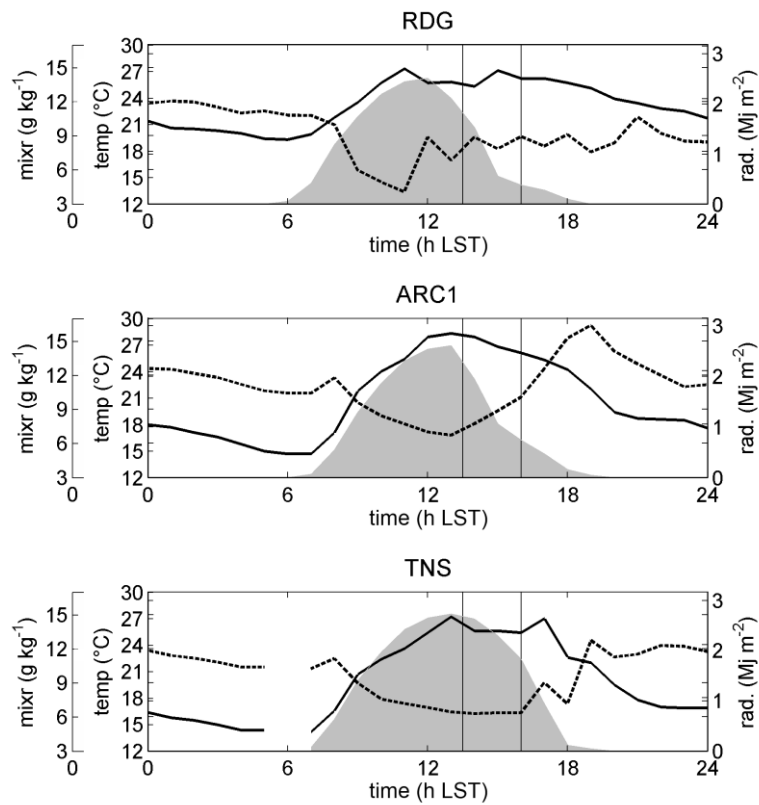 RDG
mixr (g kg-1)
15
12
9
6
3
0
temp (°C)
30
27
24
21
18
15
12
rad. (Mj m-2)
3
2
1
0
0 6 12 18 24
time (h LST)
ARC1
mixr (g kg-1)
15
12
9
6
3
0
temp (°C)
30
27
24
21
18
15
12
rad. (Mj m-2)
3
2
1
0
0 6 12 18 24
time (h LST)
TNS
mixr (g kg-1)
15
12
9
6
3
0
temp (°C)
30
27
24
21
18
15
12
rad. (Mj m-2)
3
2
1
0
0 6 12 18 24
time (h LST)